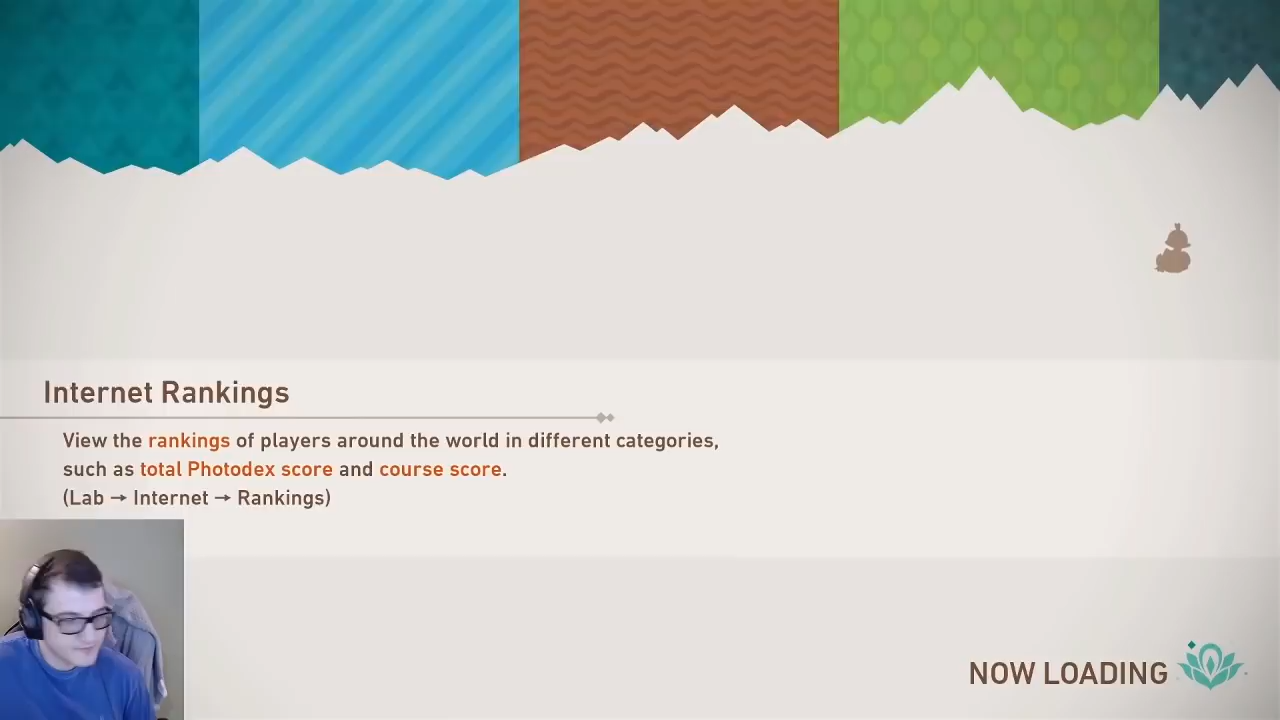 Internet Rankings
View the rankings of players around the world in different categories,
such as total Photodex score and course score.
(Lab → Internet → Rankings)
NOW LOADING